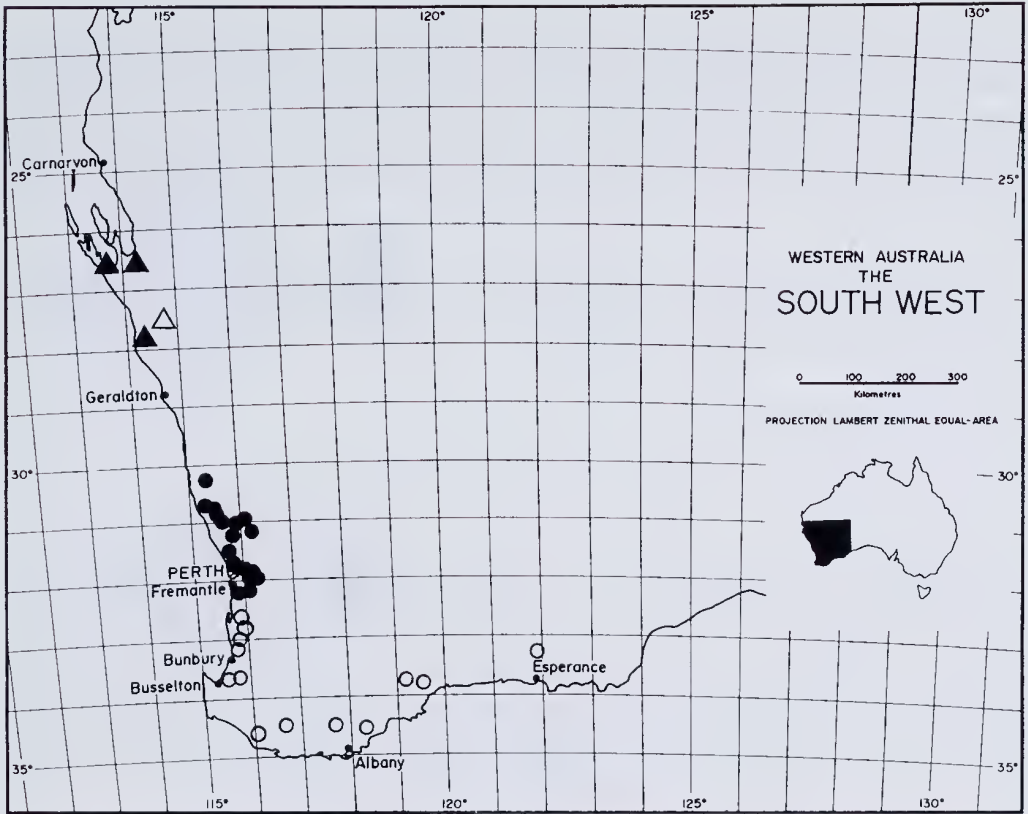 115° 120° 130°
Carnarvon
25° 25°
WESTERN AUSTRALIA
THE
SOUTH WEST
0 100 200 300
Kilometres
PROJECTION LAMBERT ZENITHAL EQUAL-AREA
Geraldton
30° 30°
PERTH
Fremantle
Bunbury
Busselton
Esperance
Albany
35° 35°
115° 120° 125° 130°